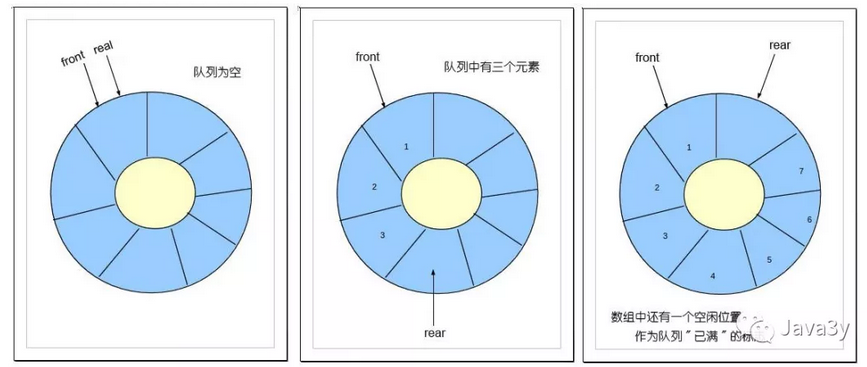 front real
队列为空
front
队列中有三个元素
1
2
3
rear
front
rear
1
2
3
4
5
6
7
数组中还有一个空闲位置
作为队列"已满"的标
Java3y